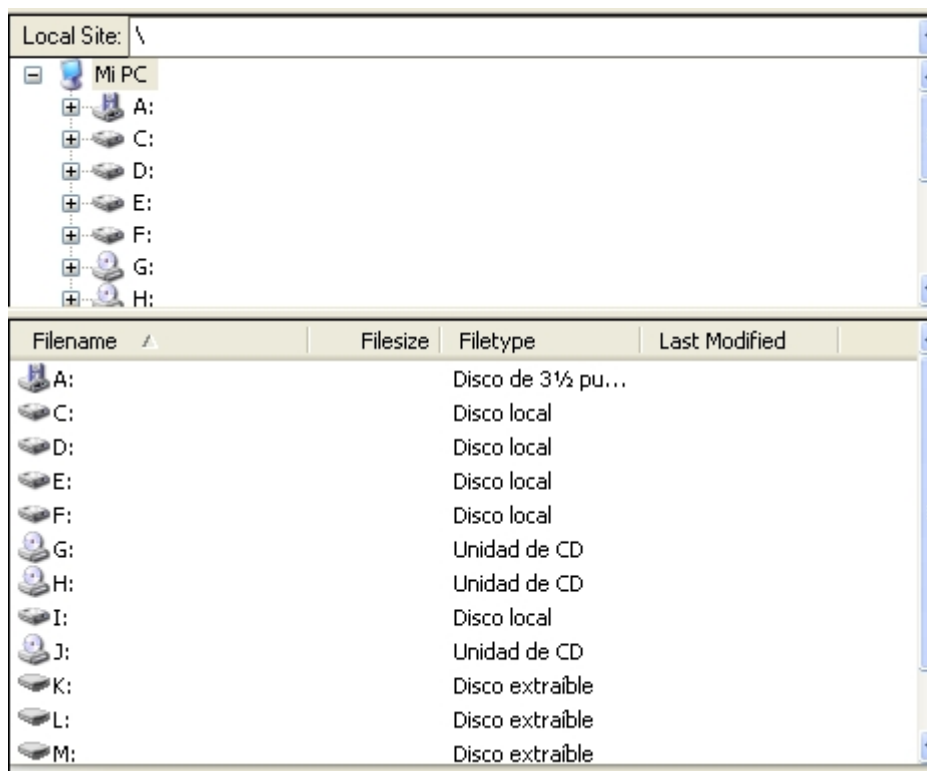 Local Site: \
Mi PC
A:
C:
D:
E:
F:
G:
H:
Filename Filesize Filetype Last Modified
A: Disco de 3½ pu...
C: Disco local
D: Disco local
E: Disco local
F: Disco local
G: Unidad de CD
H: Unidad de CD
I: Disco local
J: Unidad de CD
K: Disco extraíble
L: Disco extraíble
M: Disco extraíble